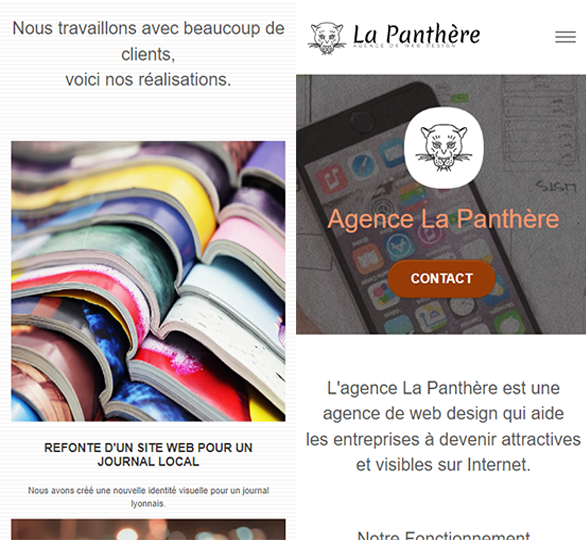 Nous travaillons avec beaucoup de
clients,
voici nos réalisations.
REFONTE D'UN SITE WEB POUR UN
JOURNAL LOCAL
Nous avons créé une nouvelle identité visuelle pour un journal
lyonnais.
La Panthère
AGENCE DE WEB DESIGN
Agence La Panthère
CONTACT
L'agence La Panthère est une
agence de web design qui aide
les entreprises à devenir attractives
et visibles sur Internet.
Notre Fonctionnement